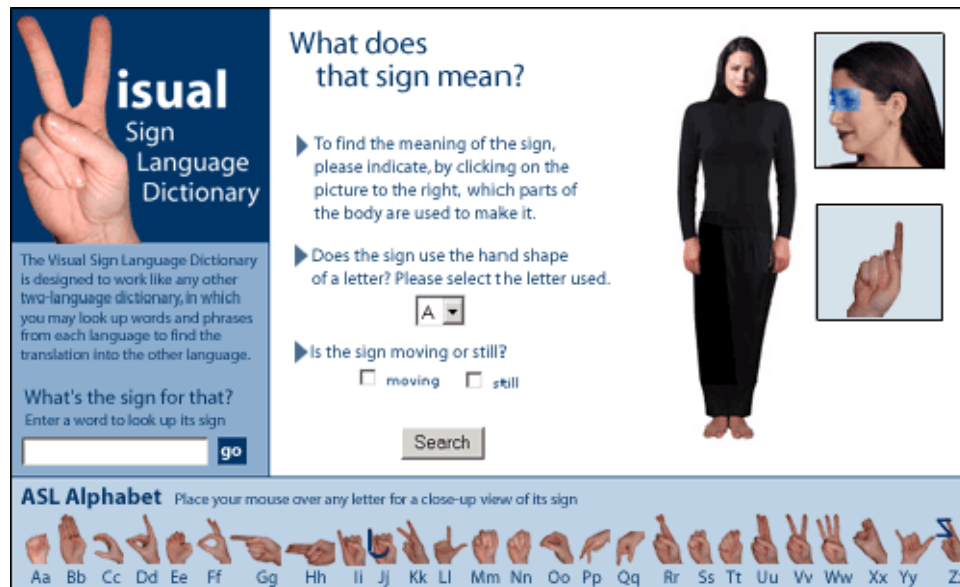 isual
Sign
Language
Dictionary
The Visual Sign Language Dictionary
is designed to work like any other
two-language dictionary, in which
you may look up words and phrases
from each language to find the
translation into the other language.
What's the sign for that?
Enter a word to look up its sign
go
What does
that sign mean?
To find the meaning of the sign,
please indicate, by clicking on the
picture to the right, which parts of
the body are used to make it.
Does the sign use the hand shape
of a letter? Please select the letter used.
A
Is the sign moving or still?
moving still
Search
ASL Alphabet Place your mouse over any letter for a close-up view of its sign
Aa Bb Cc Dd Ee Ff Gg Hh Ii Jj Kk Ll Mm Nn Oo Pp Qq Rr Ss Tt Uu Vv Ww Xx Yy Z